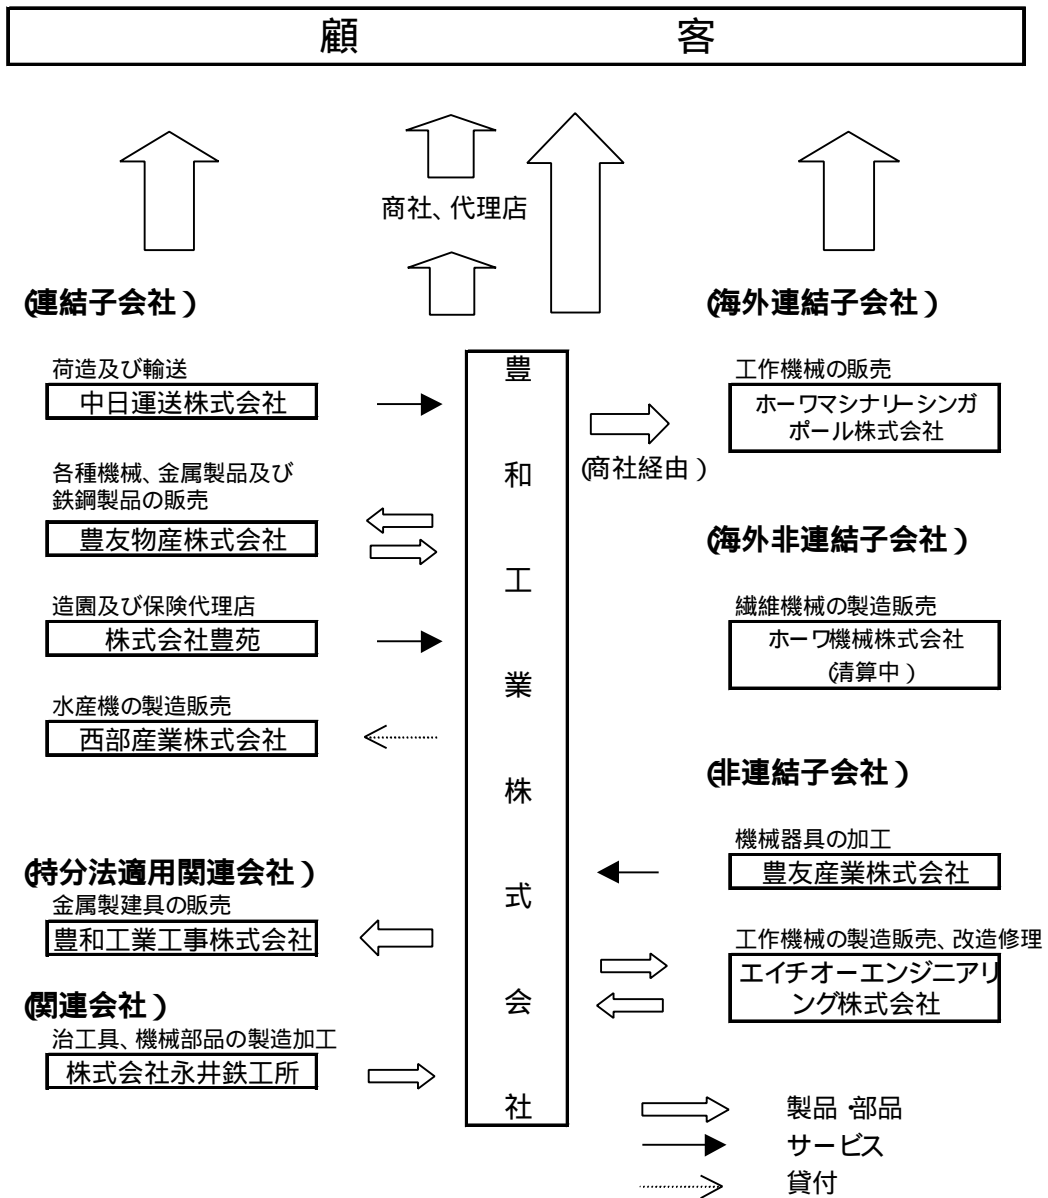 顧　客
商社、代理店
(連結子会社)
荷造及び輸送
中日運送株式会社
各種機械、金属製品及び
鉄鋼製品の販売
豊友物産株式会社
造園及び保険代理店
株式会社豊苑
水産機の製造販売
西部産業株式会社
(持分法適用関連会社)
金属製建具の販売
豊和工業工事株式会社
(関連会社)
治工具、機械部品の製造加工
株式会社永井鉄工所
豊和工業株式会社
(商社経由)
(海外連結子会社)
工作機械の販売
ホーワマシナリーシンガ
ポール株式会社
(海外非連結子会社)
繊維機械の製造販売
ホーワ機械株式会社
(清算中)
(非連結子会社)
機械器具の加工
豊友産業株式会社
工作機械の製造販売、改造修理
エイチオーエンジニアリ
ング株式会社
製品・部品
サービス
貸付